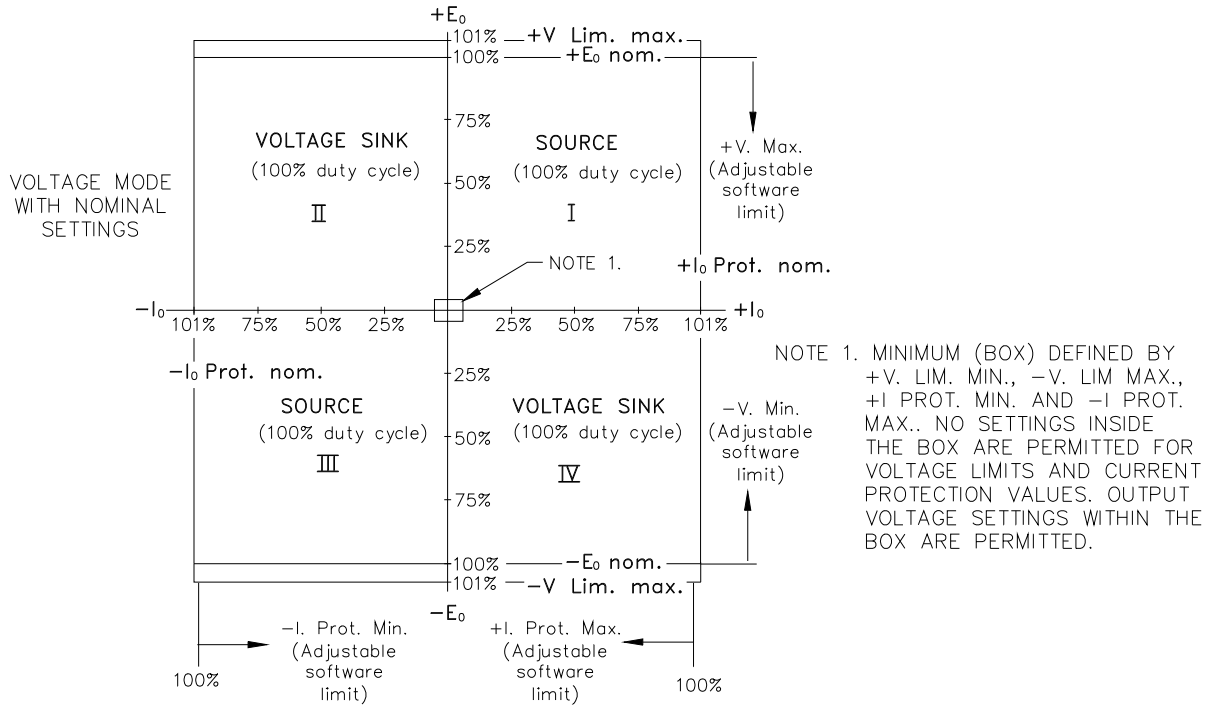 +E₀
101% +V Lim. max.
100% +E₀ nom.
75%
VOLTAGE SINK
(100% duty cycle)
II
SOURCE
(100% duty cycle)
I
50%
25%
+V. Max.
(Adjustable
software
limit)
VOLTAGE MODE
WITH NOMINAL
SETTINGS
NOTE 1.
+I₀ Prot. nom.
−I₀
101% 75% 50% 25% 25% 50% 75% 101%
+I₀
−I₀ Prot. nom.
25%
SOURCE
(100% duty cycle)
III
VOLTAGE SINK
(100% duty cycle)
IV
50%
75%
−V. Min.
(Adjustable
software
limit)
NOTE 1. MINIMUM (BOX) DEFINED BY
+V. LIM. MIN., −V. LIM MAX.,
+I PROT. MIN. AND −I PROT.
MAX.. NO SETTINGS INSIDE
THE BOX ARE PERMITTED FOR
VOLTAGE LIMITS AND CURRENT
PROTECTION VALUES. OUTPUT
VOLTAGE SETTINGS WITHIN THE
BOX ARE PERMITTED.
100% −E₀ nom.
101% −V Lim. max.
−E₀
−I. Prot. Min.
(Adjustable
software
limit)
+I. Prot. Max.
(Adjustable
software
limit)
100%
100%